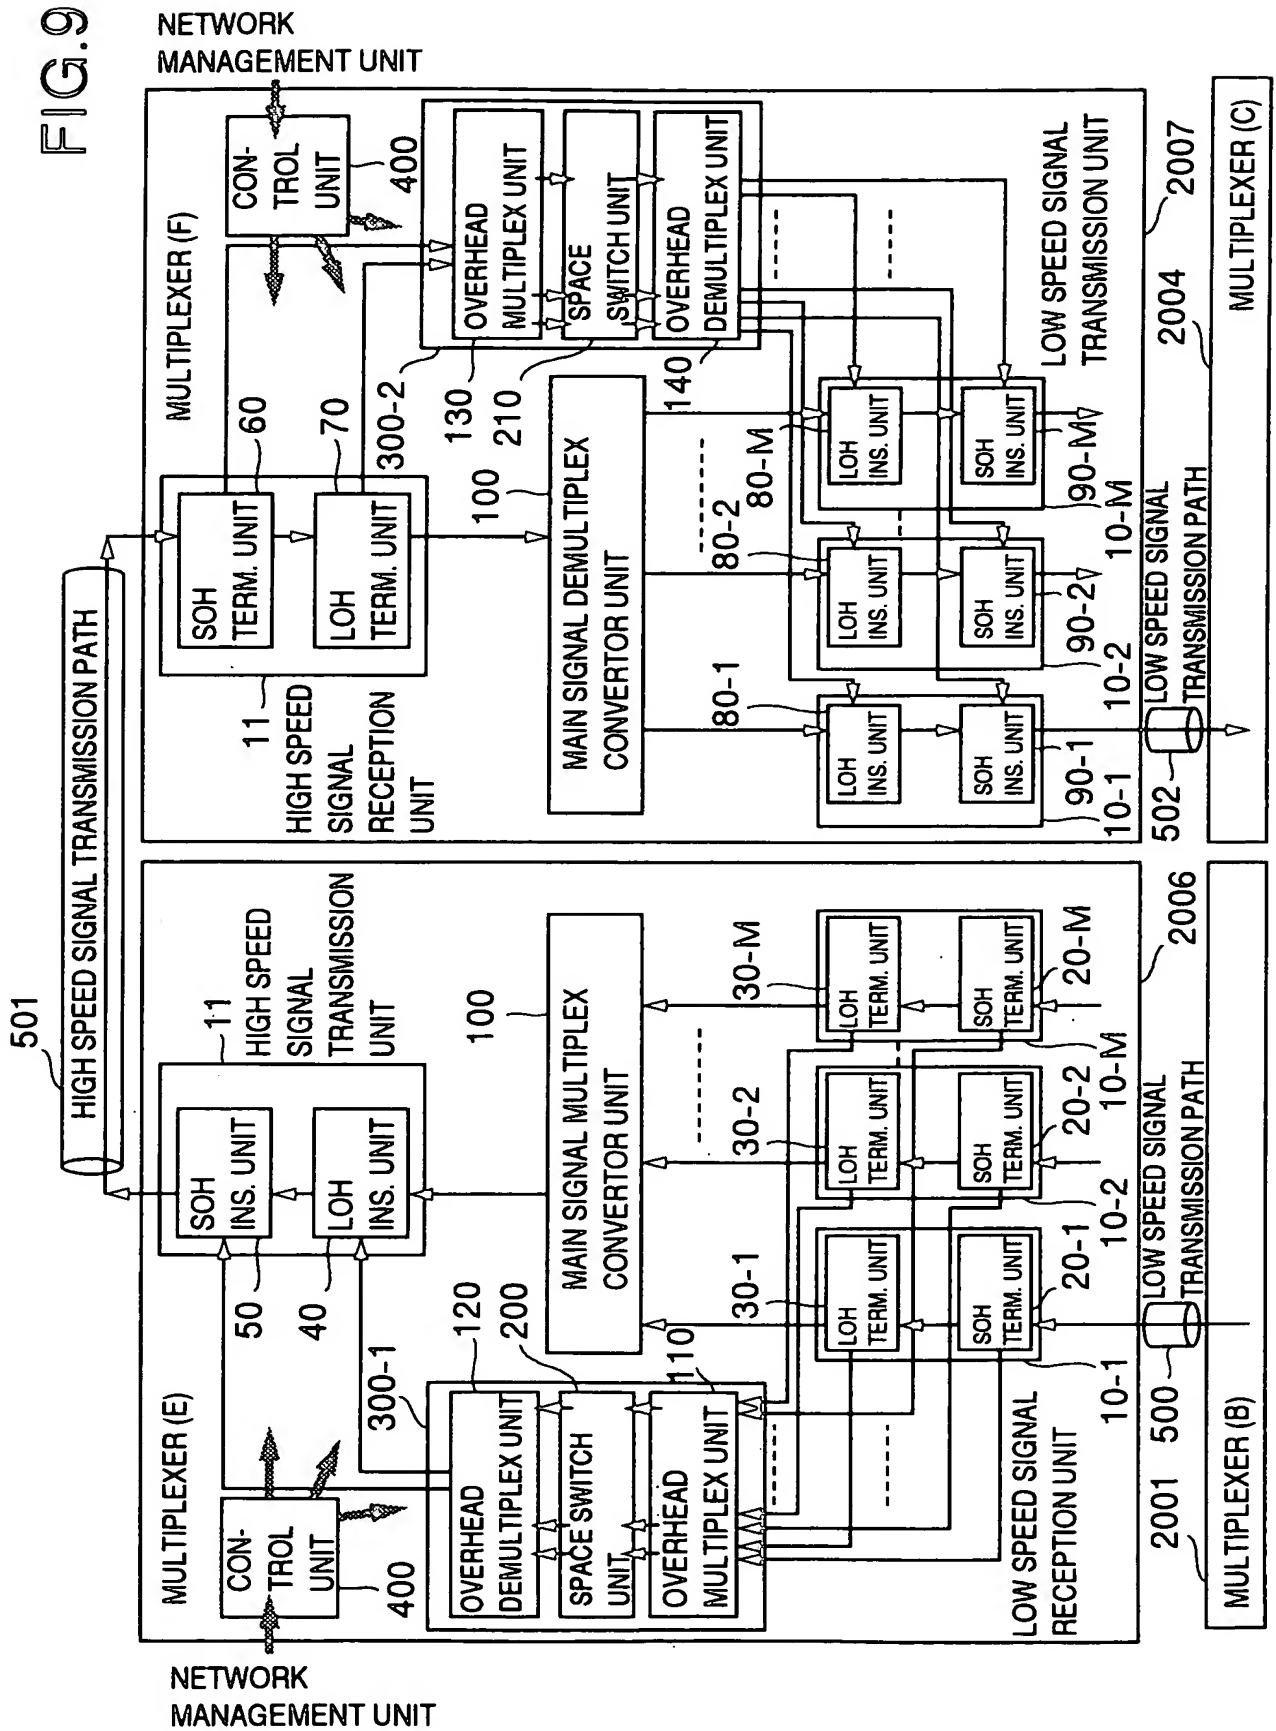 FIG.9
501
HIGH SPEED SIGNAL TRANSMISSION PATH
NETWORK
MANAGEMENT UNIT
MULTIPLEXER (E)
CON-
TROL
UNIT
400
SOH
INS. UNIT
50
LOH
INS. UNIT
40
11
HIGH SPEED
SIGNAL
TRANSMISSION
UNIT
300-1
OVERHEAD
DEMULTIPLEX UNIT
120
SPACE SWITCH
UNIT
200
OVERHEAD
MULTIPLEX UNIT
110
MAIN SIGNAL MULTIPLEX
CONVERTOR UNIT
100
30-1
30-2
30-M
LOH
TERM. UNIT
LOH
TERM. UNIT
LOH
TERM. UNIT
SOH
TERM. UNIT
SOH
TERM. UNIT
SOH
TERM. UNIT
20-1
20-2
20-M
10-1
10-2
10-M
LOW SPEED SIGNAL
RECEPTION UNIT
500
LOW SPEED SIGNAL
TRANSMISSION PATH
2006
2001
MULTIPLEXER (B)
NETWORK
MANAGEMENT UNIT
MULTIPLEXER (F)
CON-
TROL
UNIT
400
SOH
TERM. UNIT
60
LOH
TERM. UNIT
70
11
HIGH SPEED
SIGNAL
RECEPTION
UNIT
300-2
OVERHEAD
MULTIPLEX UNIT
130
SPACE
SWITCH UNIT
210
OVERHEAD
DEMULTIPLEX UNIT
140
MAIN SIGNAL DEMULTIPLEX
CONVERTOR UNIT
100
80-1
80-2
80-M
LOH
INS. UNIT
LOH
INS. UNIT
LOH
INS. UNIT
SOH
INS. UNIT
SOH
INS. UNIT
SOH
INS. UNIT
90-1
90-2
90-M
10-1
10-2
10-M
LOW SPEED SIGNAL
TRANSMISSION UNIT
502
LOW SPEED SIGNAL
TRANSMISSION PATH
2007
2004
MULTIPLEXER (C)